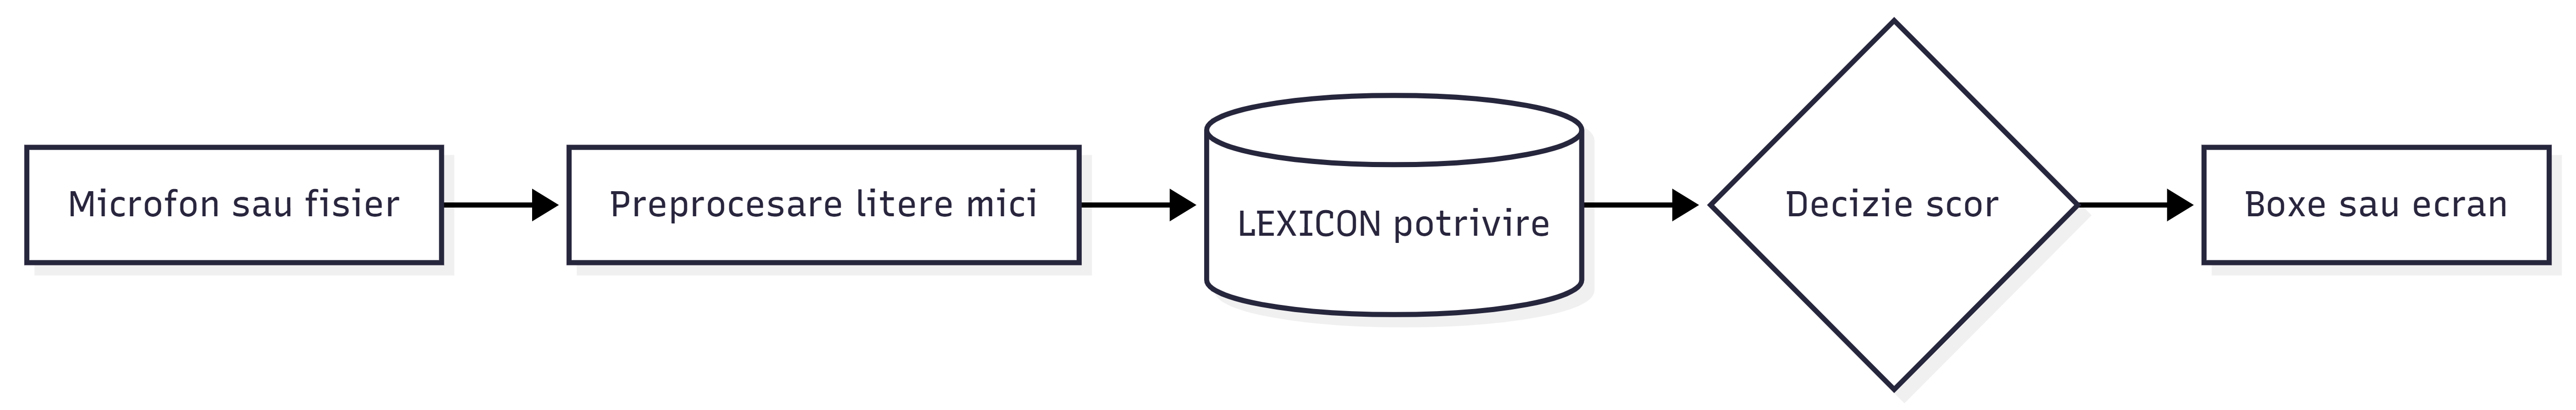 Microfon sau fisier
Preprocesare litere mici
LEXICON potrivire
Decizie scor
Boxe sau ecran